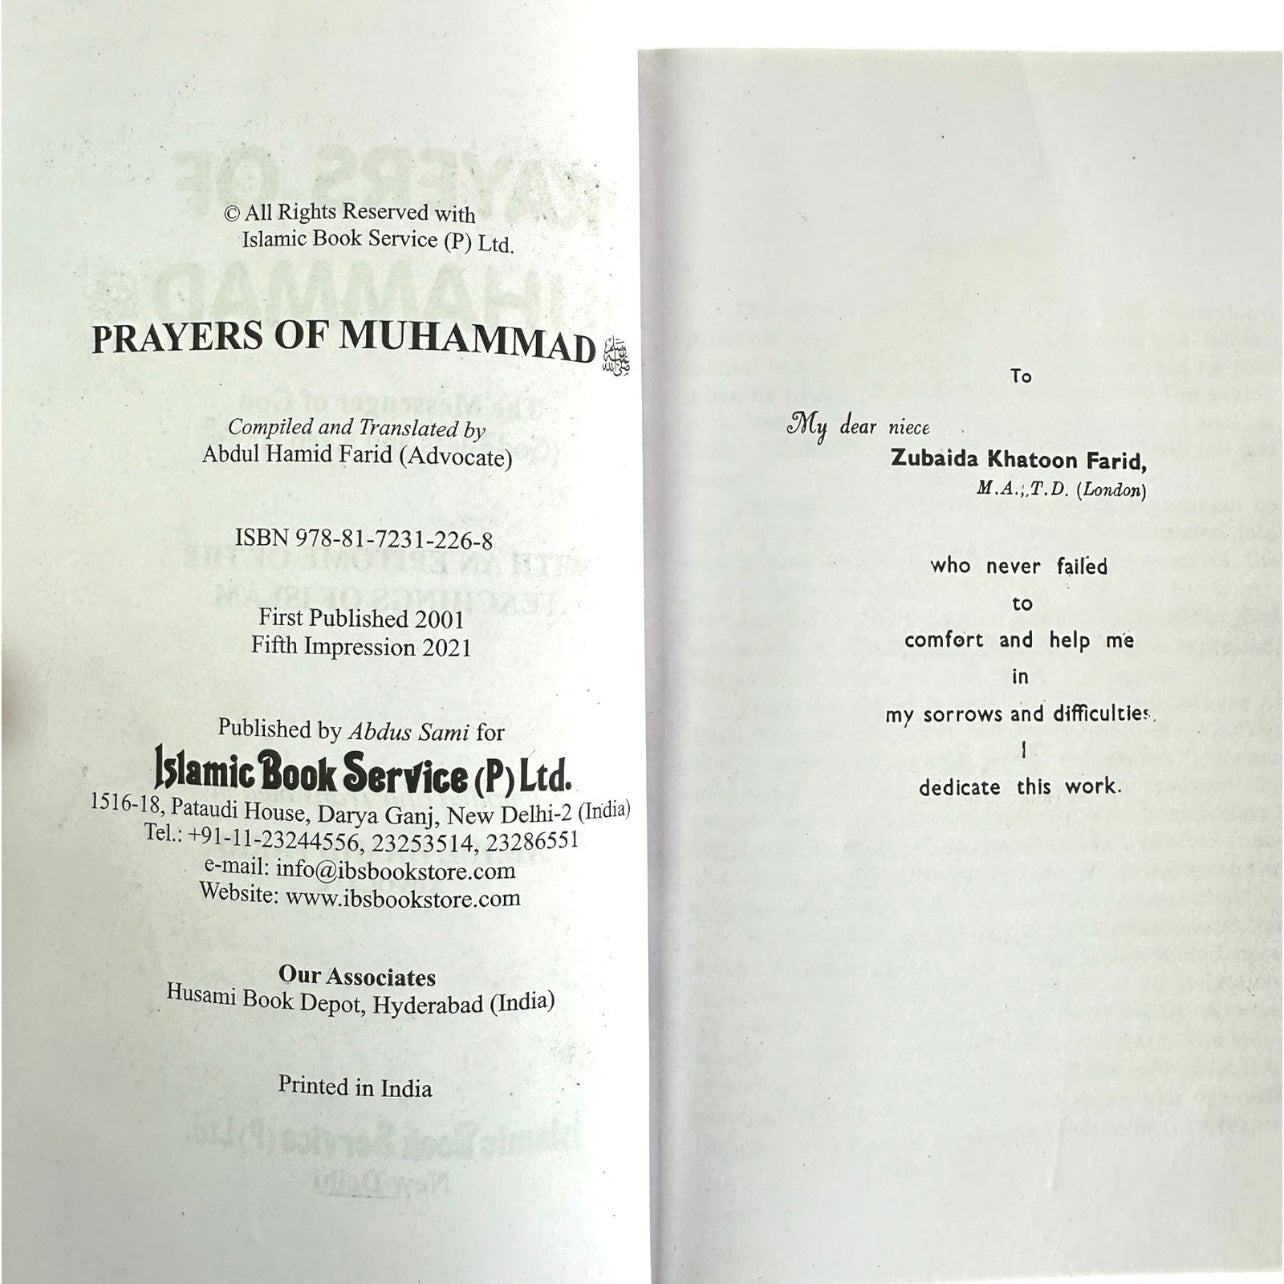 © All Rights Reserved with
Islamic Book Service (P) Ltd.
PRAYERS OF MUHAMMAD ﷺ
Compiled and Translated by
Abdul Hamid Farid (Advocate)
ISBN 978-81-7231-226-8
First Published 2001
Fifth Impression 2021
Published by Abdus Sami for
Islamic Book Service (P) Ltd.
1516-18, Pataudi House, Darya Ganj, New Delhi-2 (India)
Tel.: +91-11-23244556, 23253514, 23286551
e-mail: info@ibsbookstore.com
Website: www.ibsbookstore.com
Our Associates
Husami Book Depot, Hyderabad (India)
Printed in India
To
My dear niece
Zubaida Khatoon Farid,
M.A.;.T.D. (London)
who never failed
to
comfort and help me
in
my sorrows and difficulties.
I
dedicate this work.